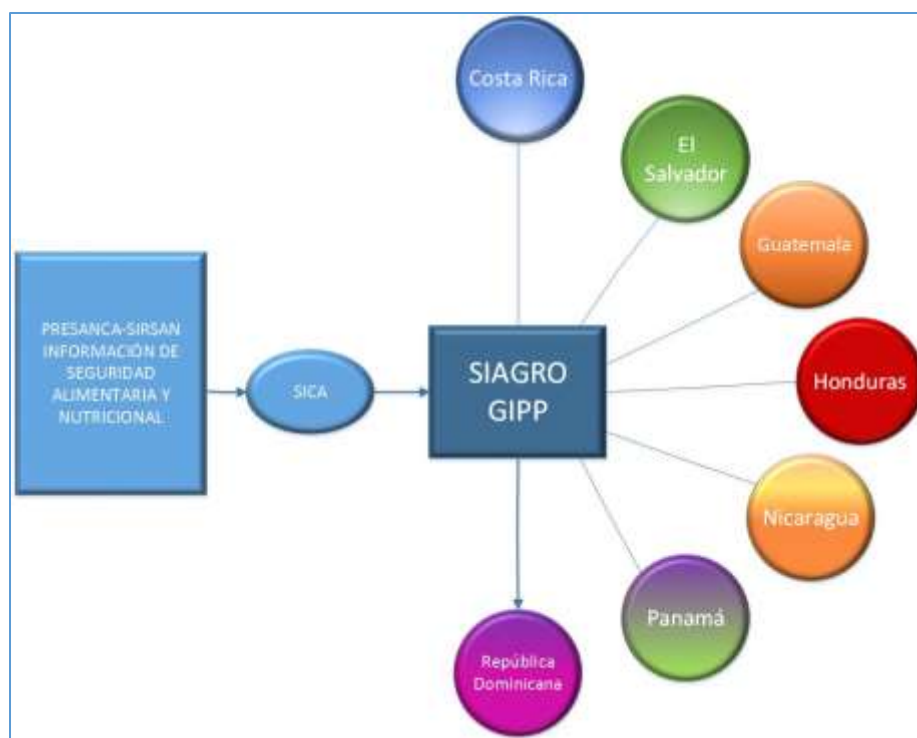 Costa Rica
El
Salvador
Guatemala
PRESANCA-SIRSAN
INFORMACIÓN DE
SEGURIDAD
ALIMENTARIA Y
NUTRICIONAL
SICA
SIAGRO
GIPP
Honduras
Nicaragua
Panamá
República
Dominicana